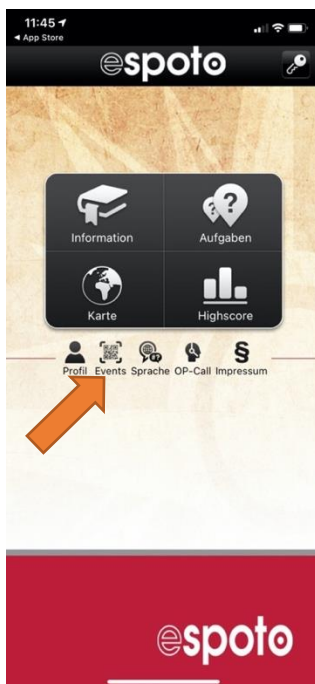 11:45
◄ App Store
espoto
Information
Aufgaben
Karte
Highscore
Profil Events Sprache OP-Call Impressum
espoto